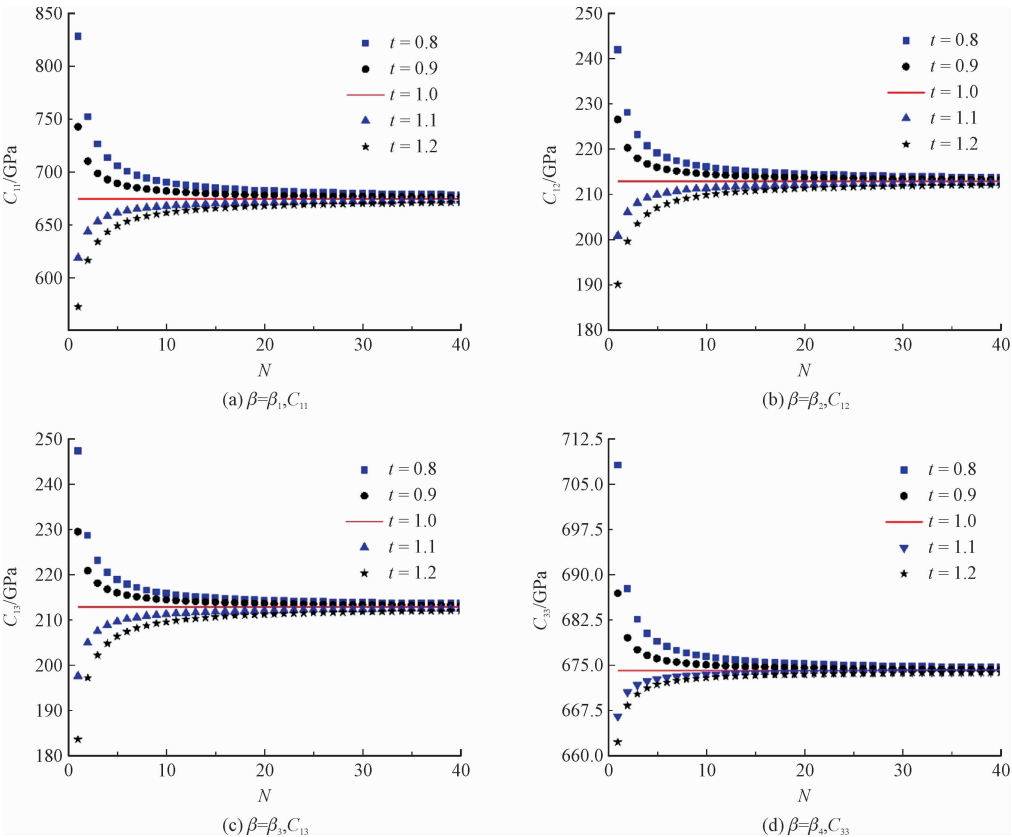 850
800
750
700
650
600
C₁₁/GPa
t = 0.8
t = 0.9
t = 1.0
t = 1.1
t = 1.2
0 10 20 30 40
N
(a) β=β₁,C₁₁
250
240
230
220
210
200
190
180
C₁₂/GPa
t = 0.8
t = 0.9
t = 1.0
t = 1.1
t = 1.2
0 10 20 30 40
N
(b) β=β₂,C₁₂
250
240
230
220
210
200
190
180
C₁₃/GPa
t = 0.8
t = 0.9
t = 1.0
t = 1.1
t = 1.2
0 10 20 30 40
N
(c) β=β₃,C₁₃
712.5
705.0
697.5
690.0
682.5
675.0
667.5
660.0
C₃₃/GPa
t = 0.8
t = 0.9
t = 1.0
t = 1.1
t = 1.2
0 10 20 30 40
N
(d) β=β₄,C₃₃